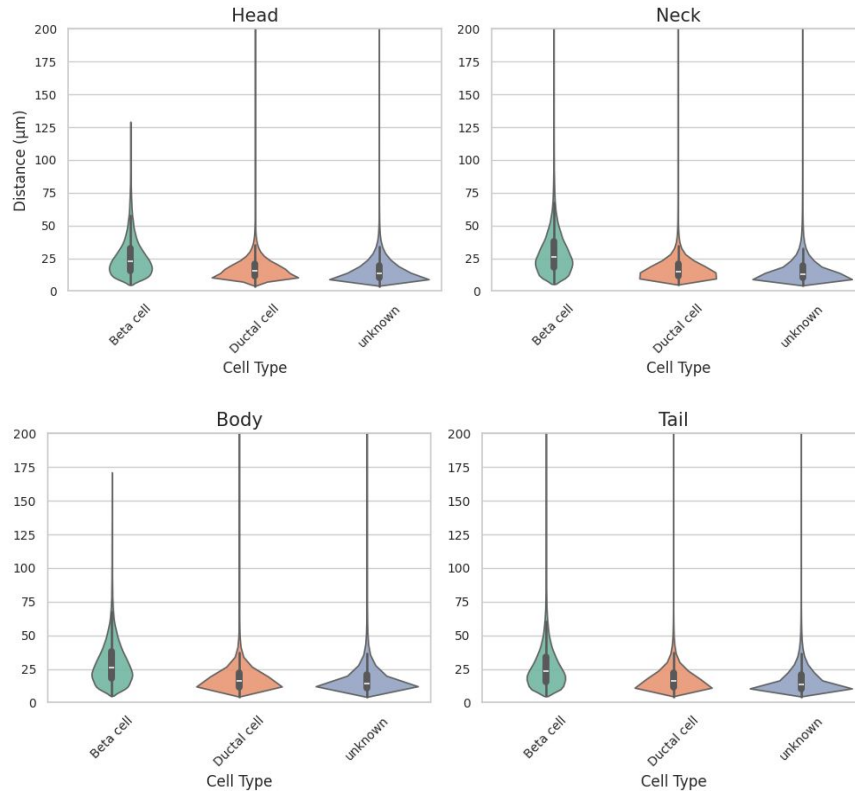 Head
Neck
200
175
150
125
100
75
50
25
0
Distance (µm)
Beta cell
Ductal cell
unknown
Cell Type
200
175
150
125
100
75
50
25
0
Beta cell
Ductal cell
unknown
Cell Type
Body
Tail
200
175
150
125
100
75
50
25
0
Beta cell
Ductal cell
unknown
Cell Type
200
175
150
125
100
75
50
25
0
Beta cell
Ductal cell
unknown
Cell Type